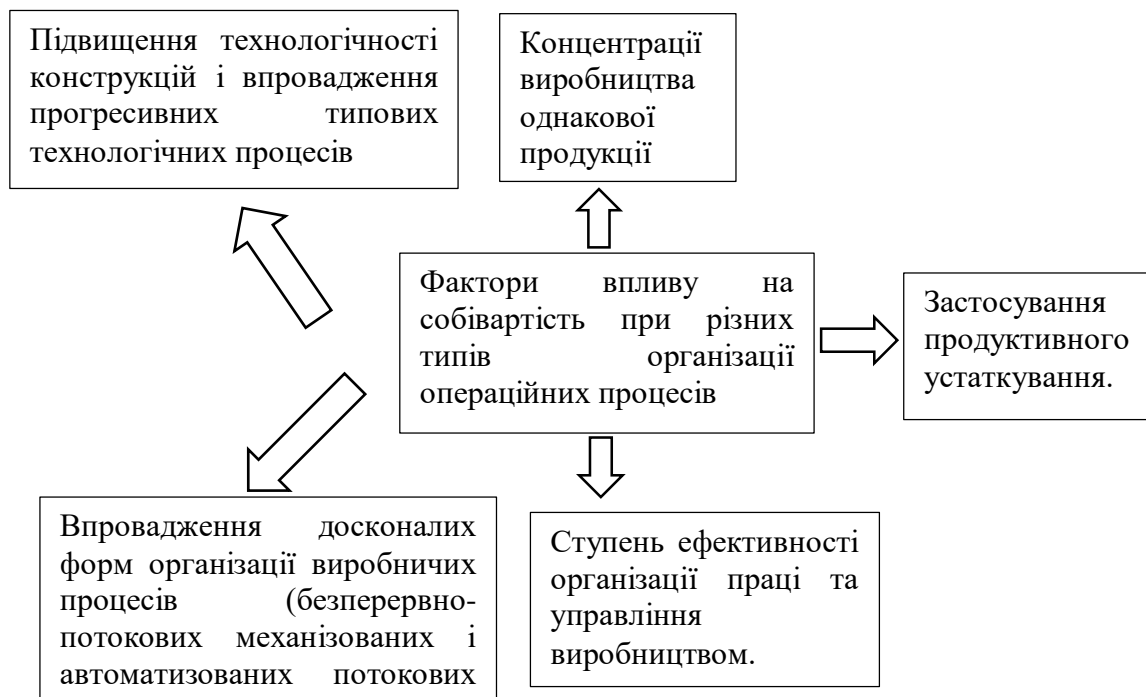 Підвищення технологічності
конструкцій і впровадження
прогресивних типових
технологічних процесів
Концентрації
виробництва
однакової
продукції
Фактори впливу на
собівартість при різних
типів організації
операційних процесів
Застосування
продуктивного
устаткування.
Впровадження досконалих
форм організації виробничих
процесів (безперервно-
потокових механізованих і
автоматизованих потокових
Ступень ефективності
організації праці та
управління
виробництвом.